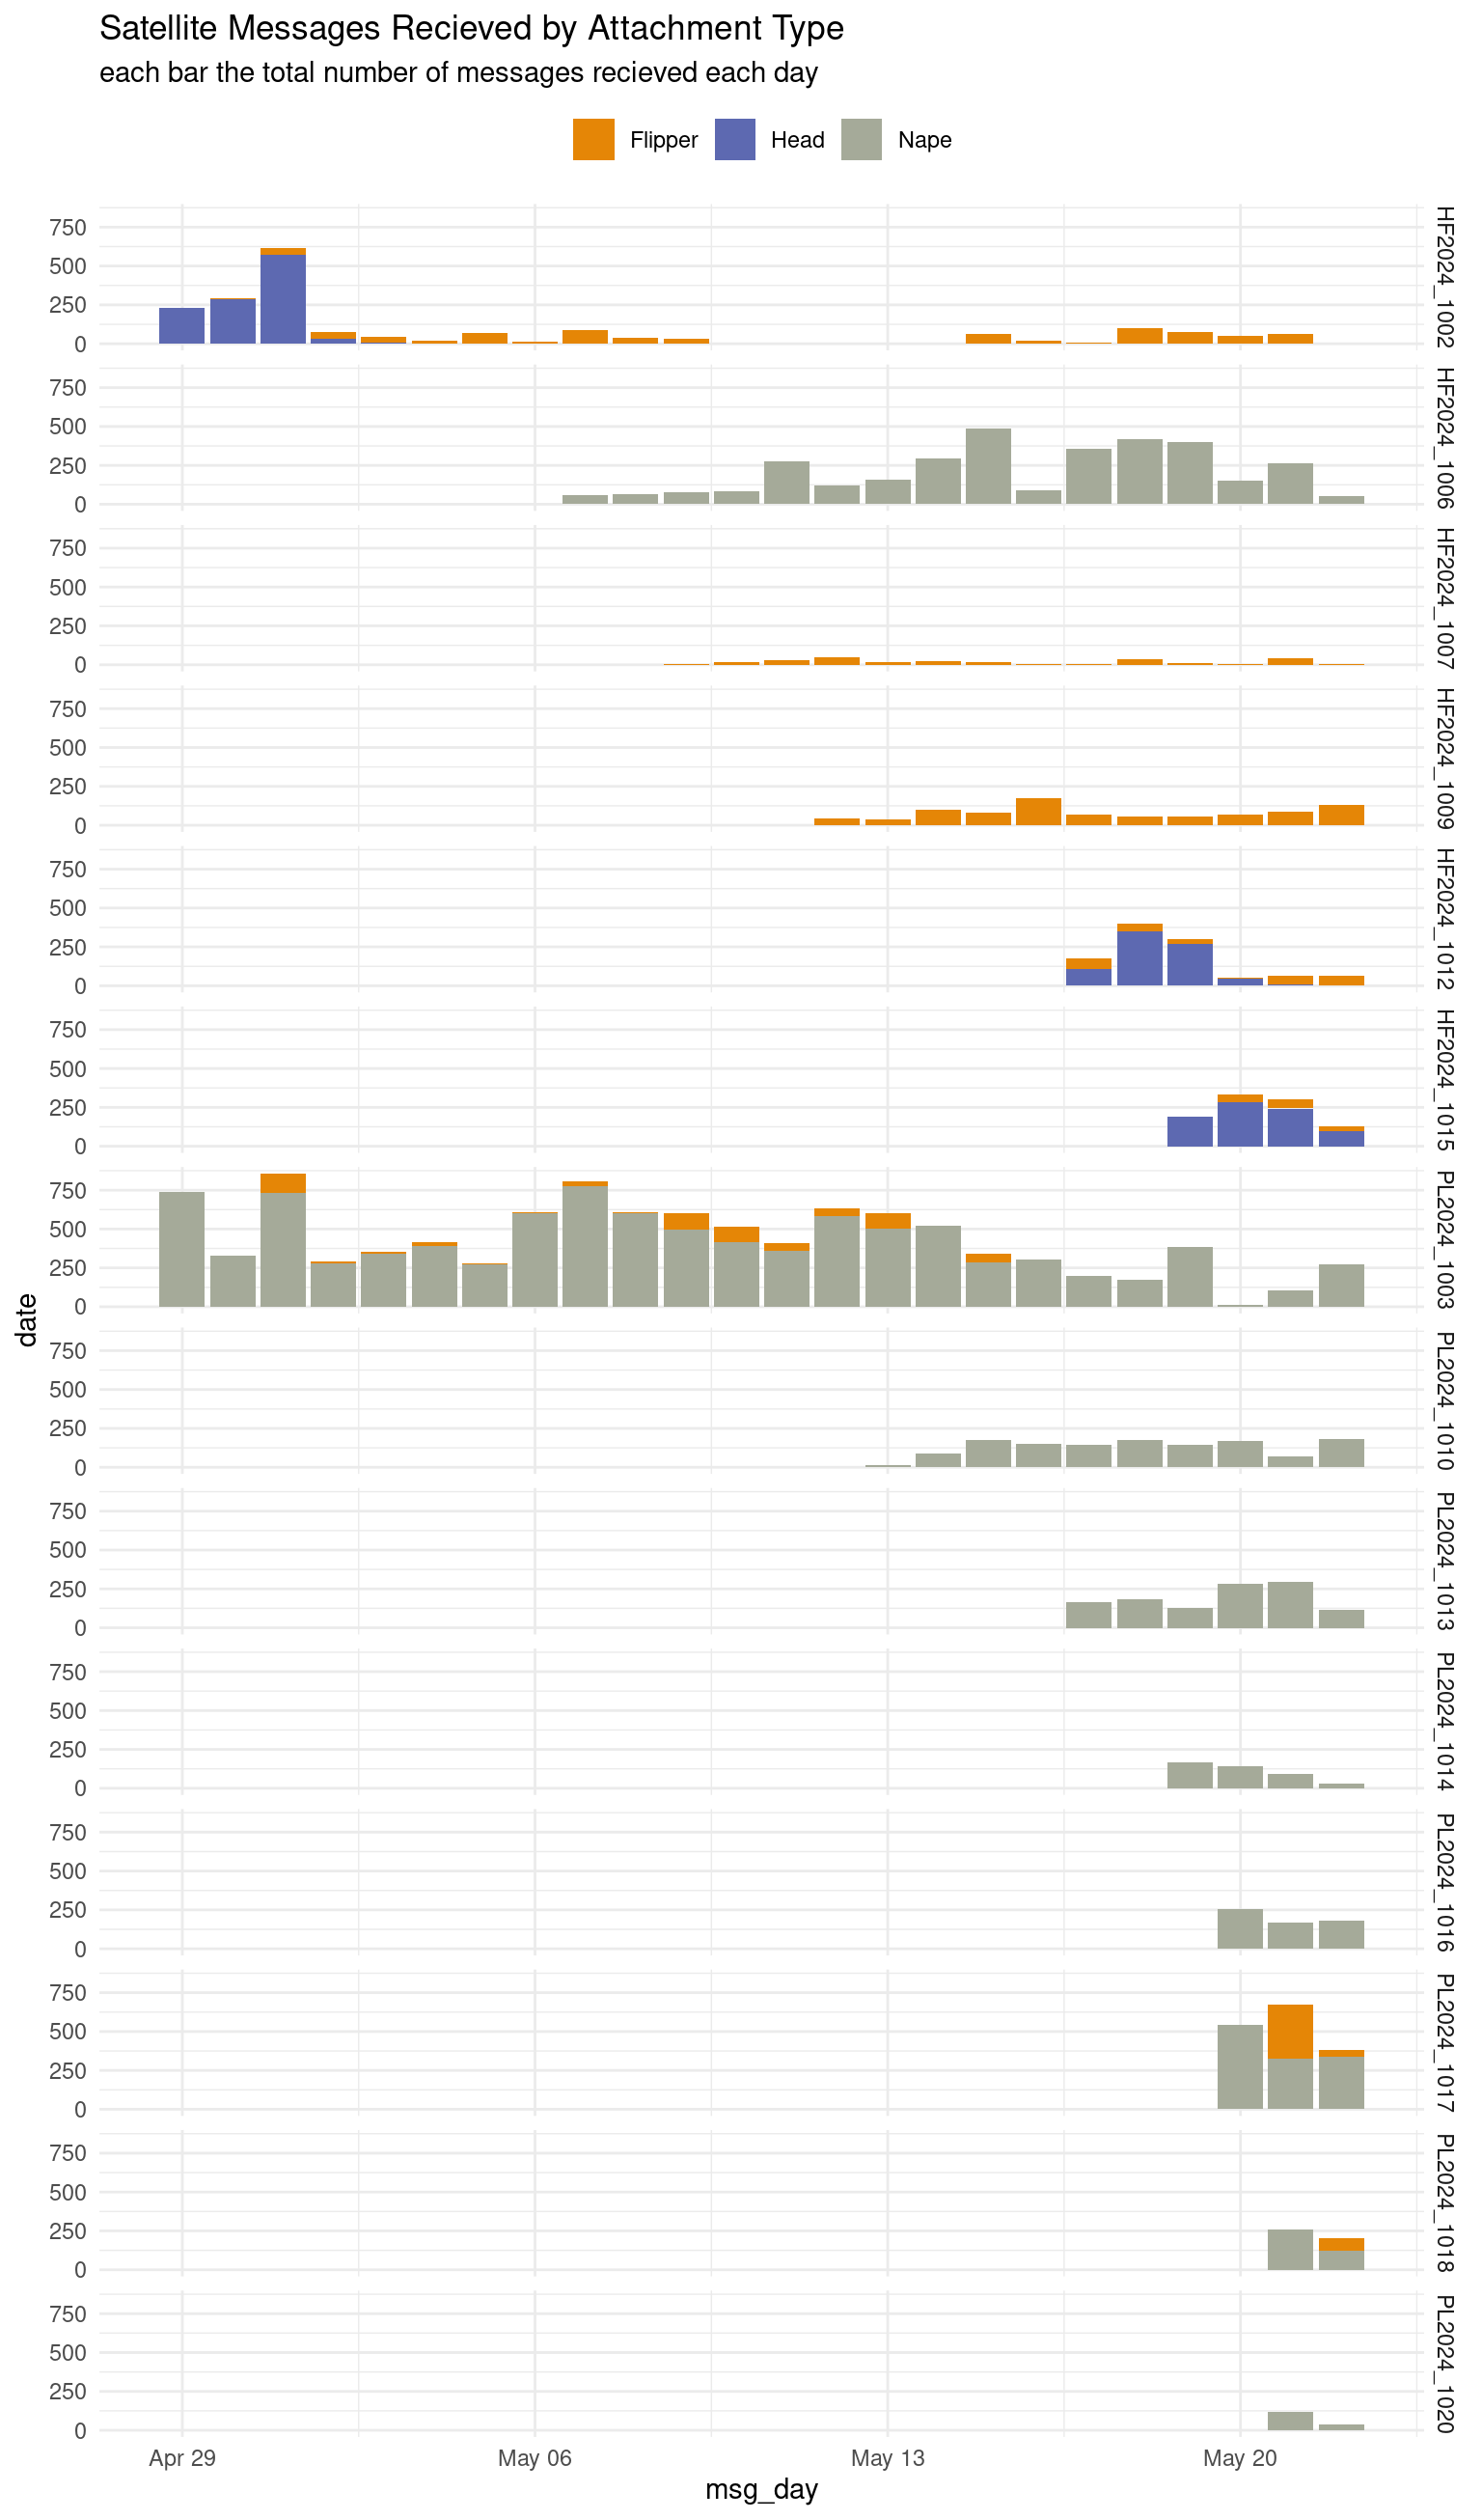 Satellite Messages Recieved by Attachment Type
each bar the total number of messages recieved each day
Flipper Head Nape
750
500
250
0
HF2024_1002
750
500
250
0
HF2024_1006
750
500
250
0
HF2024_1007
750
500
250
0
HF2024_1009
750
500
250
0
HF2024_1012
750
500
250
0
HF2024_1015
750
500
250
0
PL2024_1003
date
750
500
250
0
PL2024_1010
750
500
250
0
PL2024_1013
750
500
250
0
PL2024_1014
750
500
250
0
PL2024_1016
750
500
250
0
PL2024_1017
750
500
250
0
PL2024_1018
750
500
250
0
PL2024_1020
Apr 29 May 06 May 13 May 20
msg_day